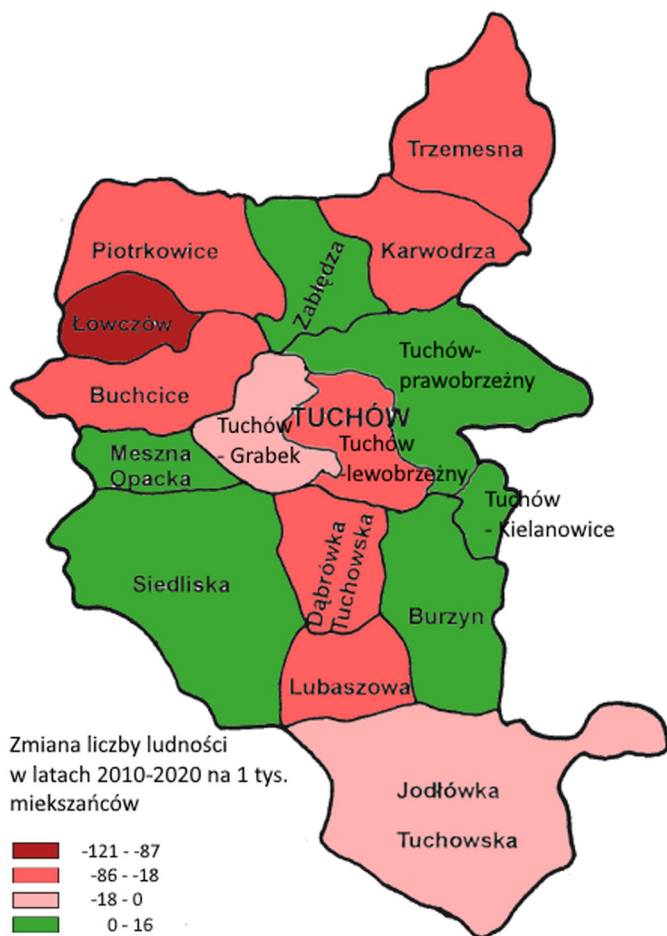 Trzemesna
Piotrkowice
Zabłędza
Karwodrza
Łowczów
Tuchów-
prawobrzeżny
Buchcice
TUCHÓW
Tuchów
- Grabek
Tuchów
-lewobrzeżny
Meszna
Opacka
Tuchów
- Kielanowice
Siedliska
Dąbrówka
Tuchowska
Burzyn
Lubaszowa
Zmiana liczby ludności
w latach 2010-2020 na 1 tys.
miekszańców
Jodłówka
Tuchowska
-121 - -87
-86 - -18
-18 - 0
0 - 16